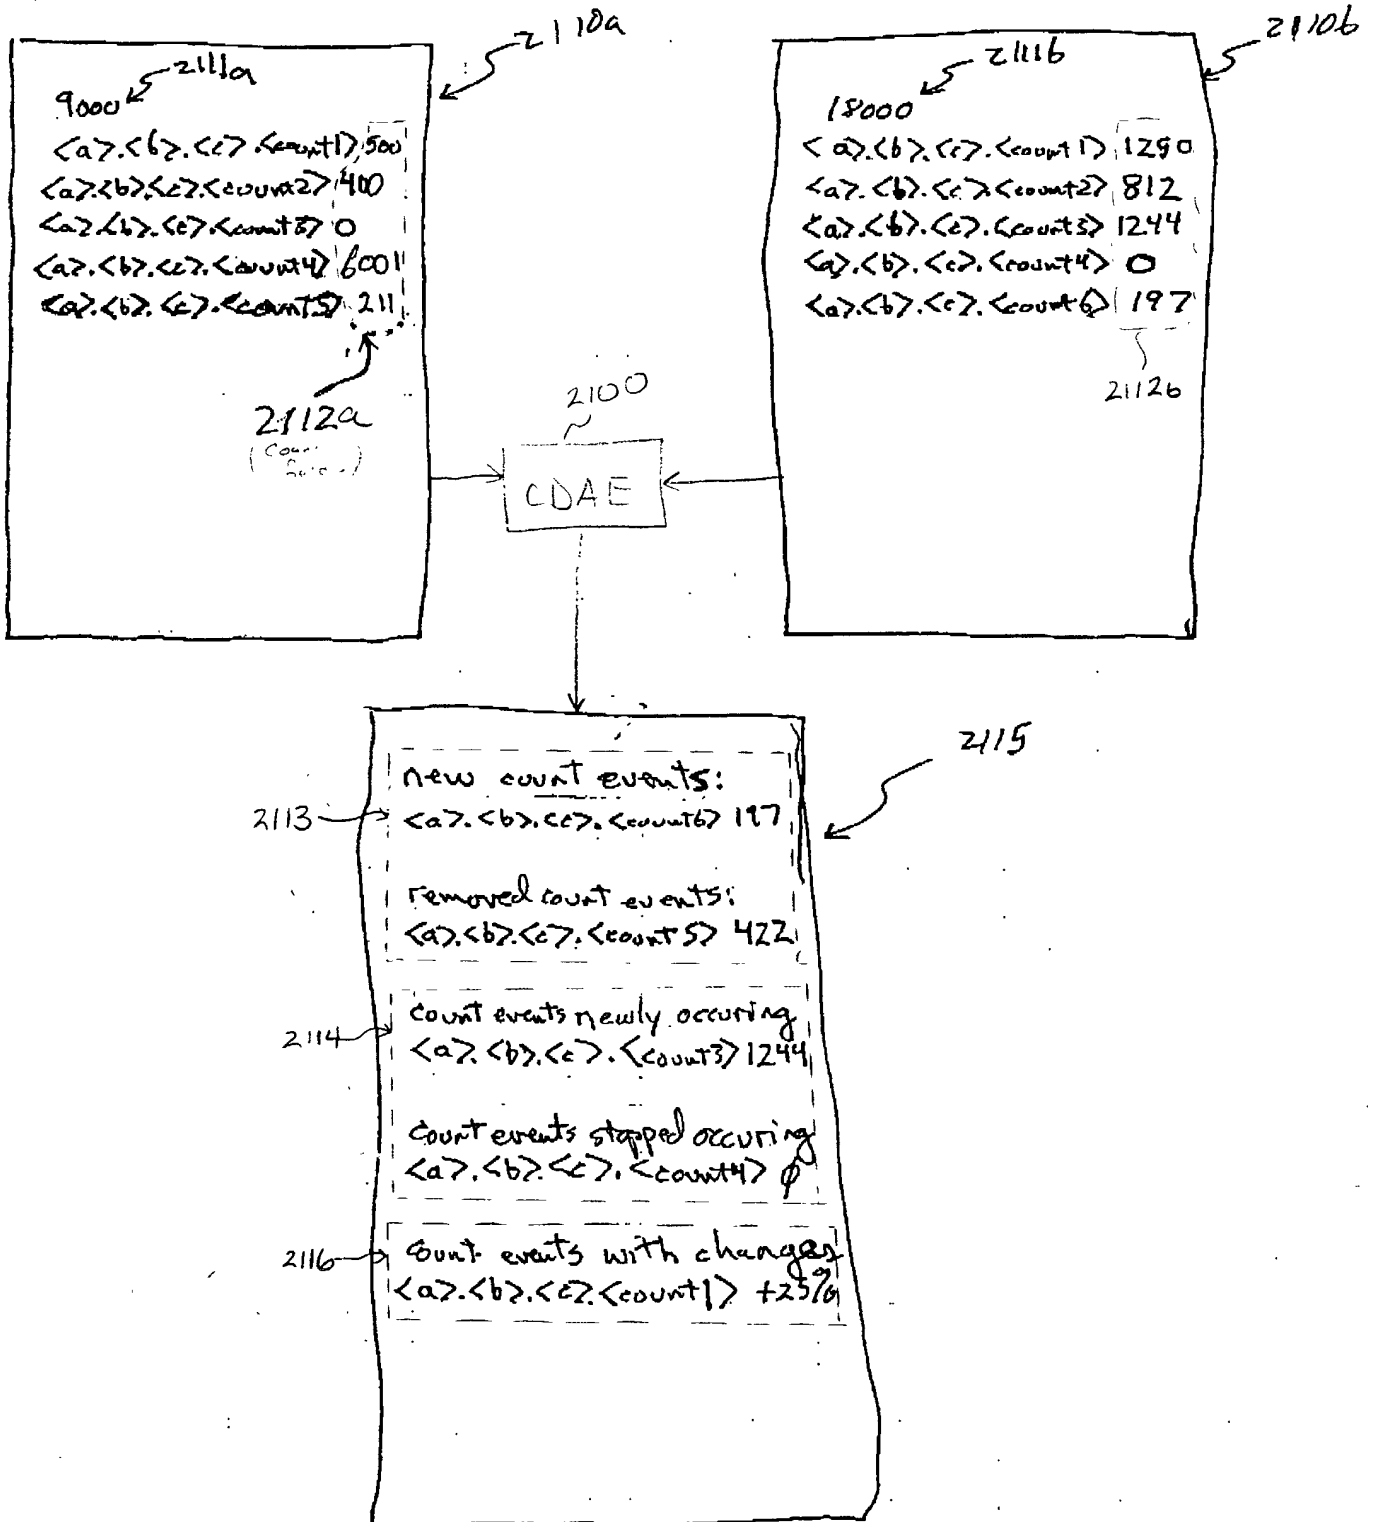 2110a
2111a
9000
<a>.<b>.<c>.<count1> 500
<a>.<b>.<c>.<count2> 400
<a>.<b>.<c>.<count3> 0
<a>.<b>.<c>.<count4> 6001
<a>.<b>.<c>.<count5> 211
2112a
2110b
2111b
18000
<a>.<b>.<c>.<count1> 1250
<a>.<b>.<c>.<count2> 812
<a>.<b>.<c>.<count3> 1244
<a>.<b>.<c>.<count4> 0
<a>.<b>.<c>.<count6> 197
2112b
2100
CDAE
2115
new count events:
2113
<a>.<b>.<c>.<count6> 197
removed count events:
<a>.<b>.<c>.<count5> 422
count events newly occuring
2114
<a>.<b>.<c>.<count3> 1244
count events stopped occuring
<a>.<b>.<c>.<count4> 0
2116
count events with changes
<a>.<b>.<c>.<count1> +25%